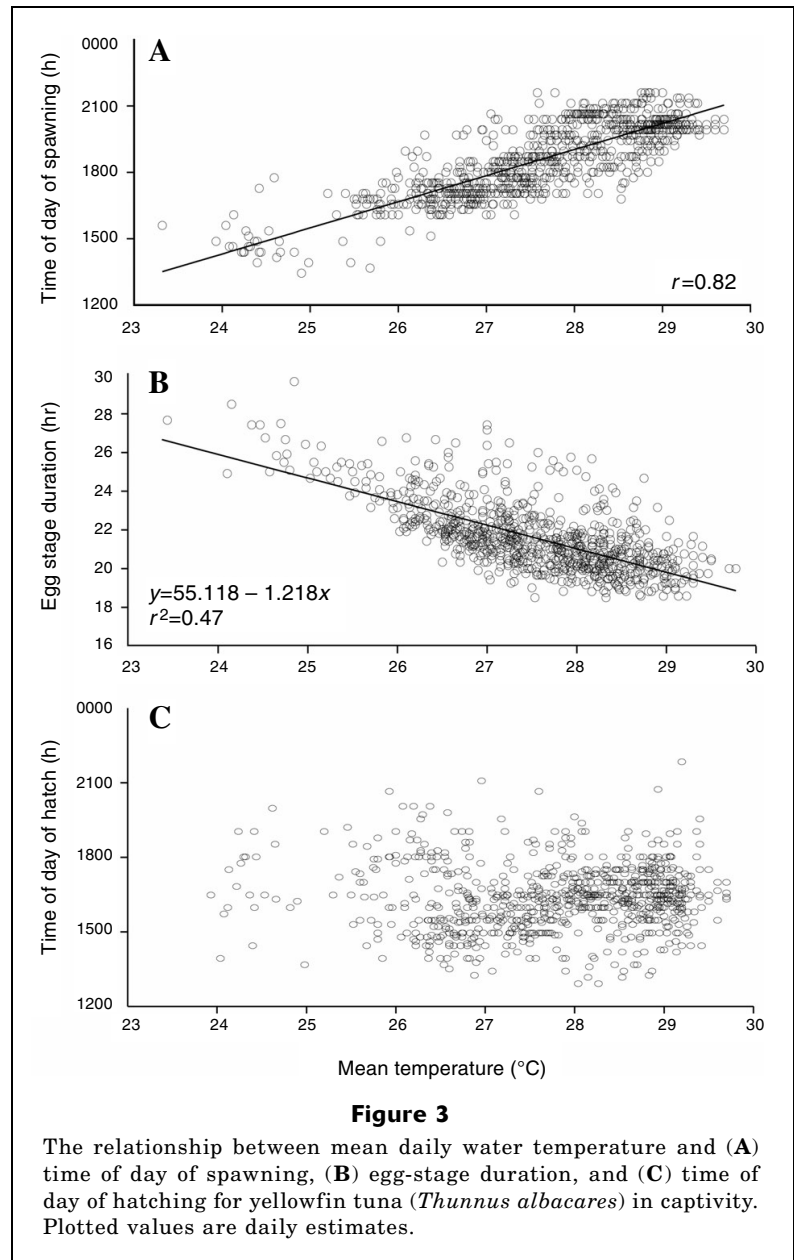 A
Time of day of spawning (h)
0000
2100
1800
1500
1200
r=0.82
23 24 25 26 27 28 29 30
B
Egg stage duration (hr)
30
28
26
24
22
20
18
16
y=55.118 – 1.218x
r²=0.47
23 24 25 26 27 28 29 30
C
Time of day of hatch (h)
0000
2100
1800
1500
1200
23 24 25 26 27 28 29 30
Mean temperature (°C)
Figure 3
The relationship between mean daily water temperature and (A)
time of day of spawning, (B) egg-stage duration, and (C) time of
day of hatching for yellowfin tuna (Thunnus albacares) in captivity.
Plotted values are daily estimates.